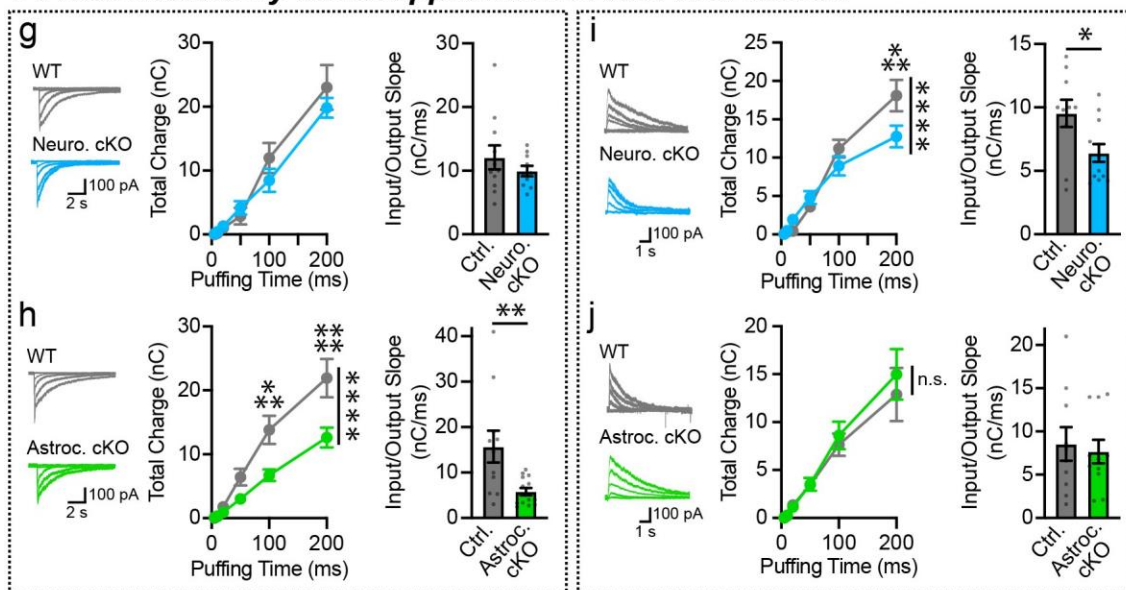 g
WT
Neuro. cKO
100 pA
2 s
Total Charge (nC)
30
20
10
0
0
100
200
Puffing Time (ms)
Input/Output Slope
(nC/ms)
30
20
10
0
Ctrl.
Neuro.
cKO
i
WT
Neuro. cKO
100 pA
1 s
Total Charge (nC)
25
20
15
10
5
0
0
100
200
Puffing Time (ms)
*
**
****
Input/Output Slope
(nC/ms)
15
10
5
0
*
Ctrl.
Neuro.
cKO
h
WT
Astroc. cKO
100 pA
2 s
Total Charge (nC)
30
20
10
0
0
100
200
Puffing Time (ms)
*
**
**
**
****
Input/Output Slope
(nC/ms)
40
30
20
10
0
**
Ctrl.
Astroc.
cKO
j
WT
Astroc. cKO
100 pA
1 s
Total Charge (nC)
20
15
10
5
0
0
100
200
Puffing Time (ms)
n.s.
Input/Output Slope
(nC/ms)
20
15
10
5
0
Ctrl.
Astroc.
cKO